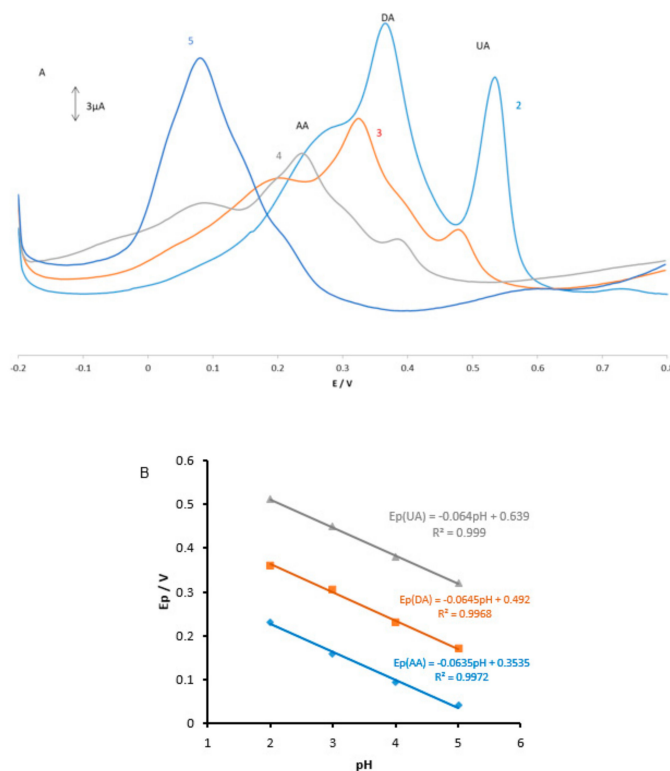 DA
5
UA
A
3µA
2
AA
3
4
-0.2
-0.1
0
0.1
0.2
0.3
0.4
0.5
0.6
0.7
0.8
E / V
B
0.6
0.5
0.4
0.3
0.2
0.1
0
Ep / V
Ep(UA) = -0.064pH + 0.639
R² = 0.999
Ep(DA) = -0.0645pH + 0.492
R² = 0.9968
Ep(AA) = -0.0635pH + 0.3535
R² = 0.9972
1
2
3
4
5
6
pH